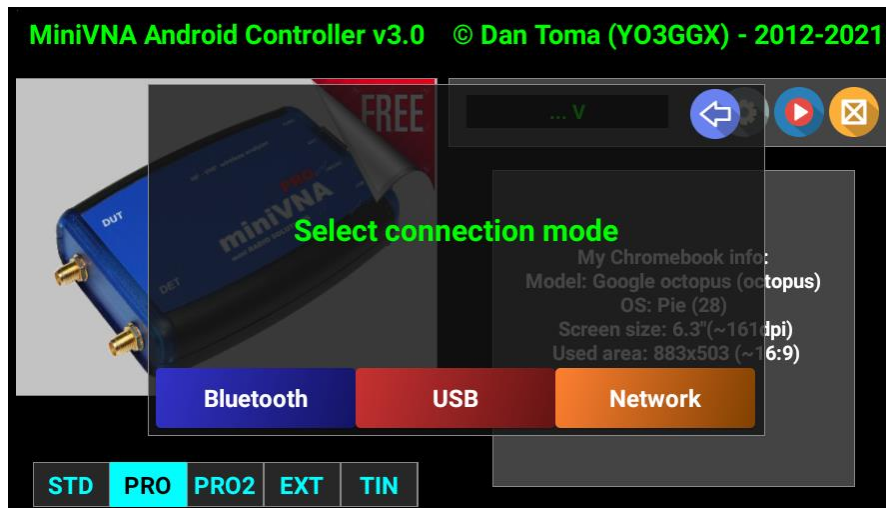 MiniVNA Android Controller v3.0 © Dan Toma (YO3GGX) - 2012-2021
FREE
... V
DUT
PRO
miniVNA
DET
Select connection mode
My Chromebook info:
Model: Google octopus (octopus)
OS: Pie (28)
Screen size: 6.3"(~161dpi)
Used area: 883x503 (~16:9)
Bluetooth USB Network
STD PRO PRO2 EXT TIN